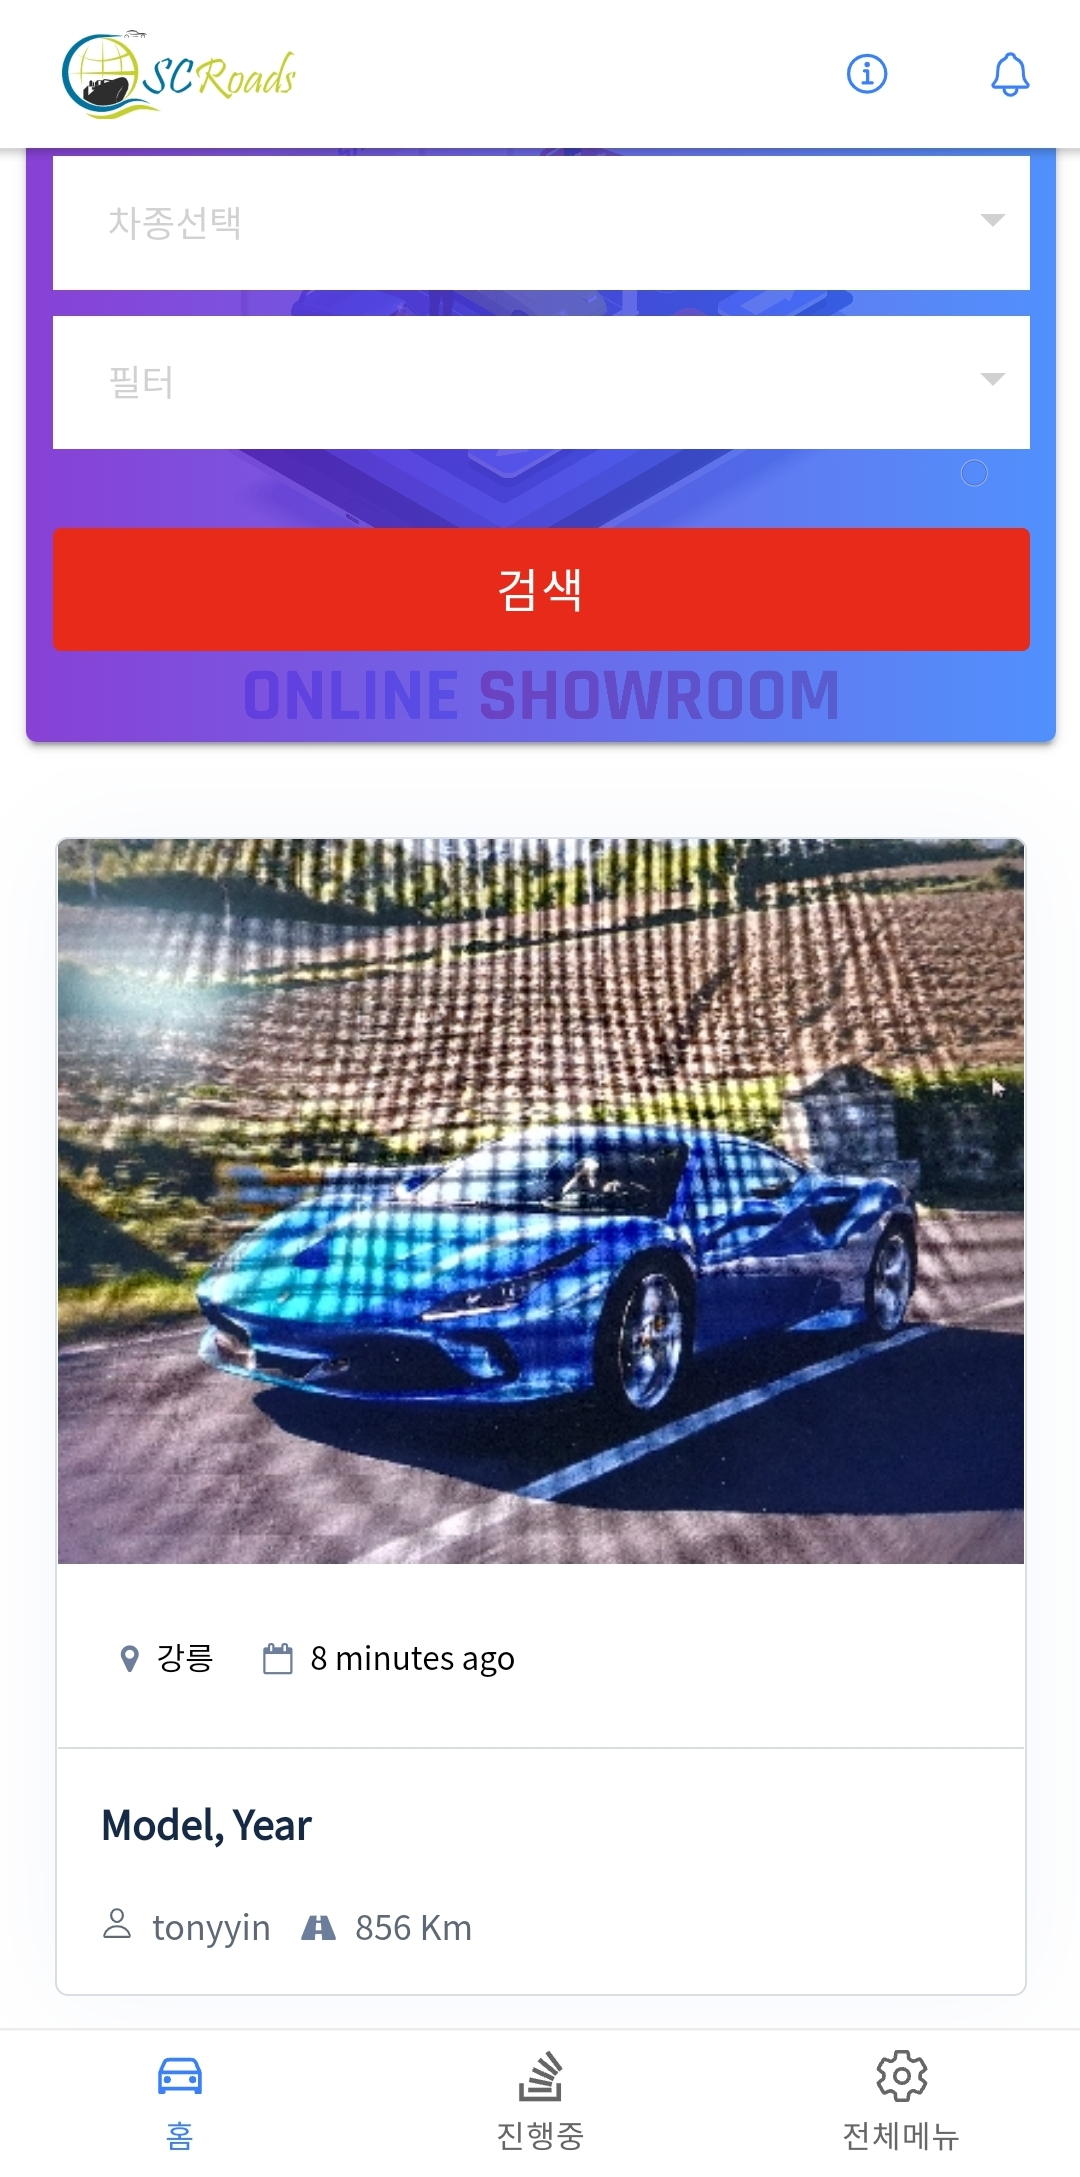 SCRoads
차종선택
필터
검색
ONLINE SHOWROOM
강릉 8 minutes ago
Model, Year
tonyyin 856 Km
홈 진행중 전체메뉴